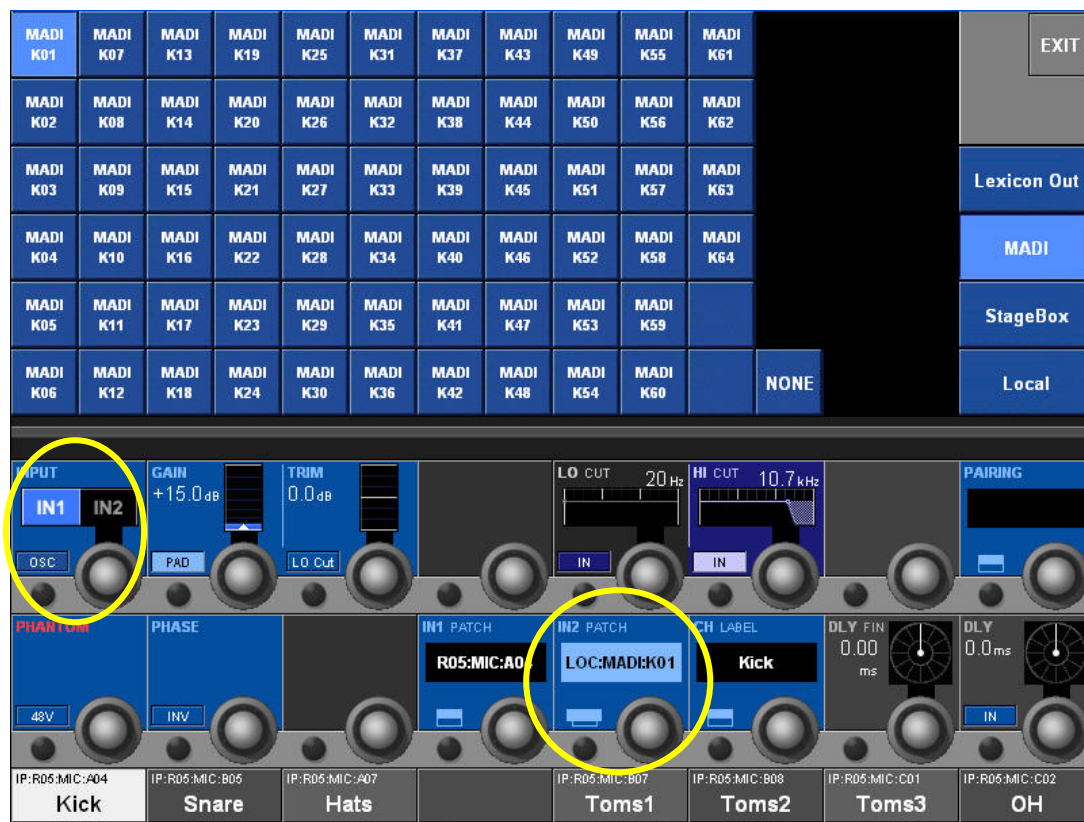 MADI MADI MADI MADI MADI MADI MADI MADI MADI MADI MADI EXIT
K01 K07 K13 K19 K25 K31 K37 K43 K49 K55 K61
MADI MADI MADI MADI MADI MADI MADI MADI MADI MADI MADI
K02 K08 K14 K20 K26 K32 K38 K44 K50 K56 K62
MADI MADI MADI MADI MADI MADI MADI MADI MADI MADI MADI Lexicon Out
K03 K09 K15 K21 K27 K33 K39 K45 K51 K57 K63
MADI MADI MADI MADI MADI MADI MADI MADI MADI MADI MADI MADI
K04 K10 K16 K22 K28 K34 K40 K46 K52 K58 K64
MADI MADI MADI MADI MADI MADI MADI MADI MADI MADI StageBox
K05 K11 K17 K23 K29 K35 K41 K47 K53 K59
MADI MADI MADI MADI MADI MADI MADI MADI MADI MADI NONE Local
K06 K12 K18 K24 K30 K36 K42 K48 K54 K60
INPUT GAIN TRIM LO CUT 20 Hz HI CUT 10.7 kHz PAIRING
IN1 IN2 +15.0 dB 0.0 dB
OSC PAD LO Cut IN IN
PHANTOM PHASE IN1 PATCH IN2 PATCH CH LABEL DLY FIN DLY
R05:MIC:A04 LOC:MADI:K01 Kick 0.00 ms 0.0 ms
48V INV IN
IP:R05:MIC:A04 IP:R05:MIC:B05 IP:R05:MIC:A07 IP:R05:MIC:B07 IP:R05:MIC:B08 IP:R05:MIC:C01 IP:R05:MIC:C02
Kick Snare Hats Toms1 Toms2 Toms3 OH